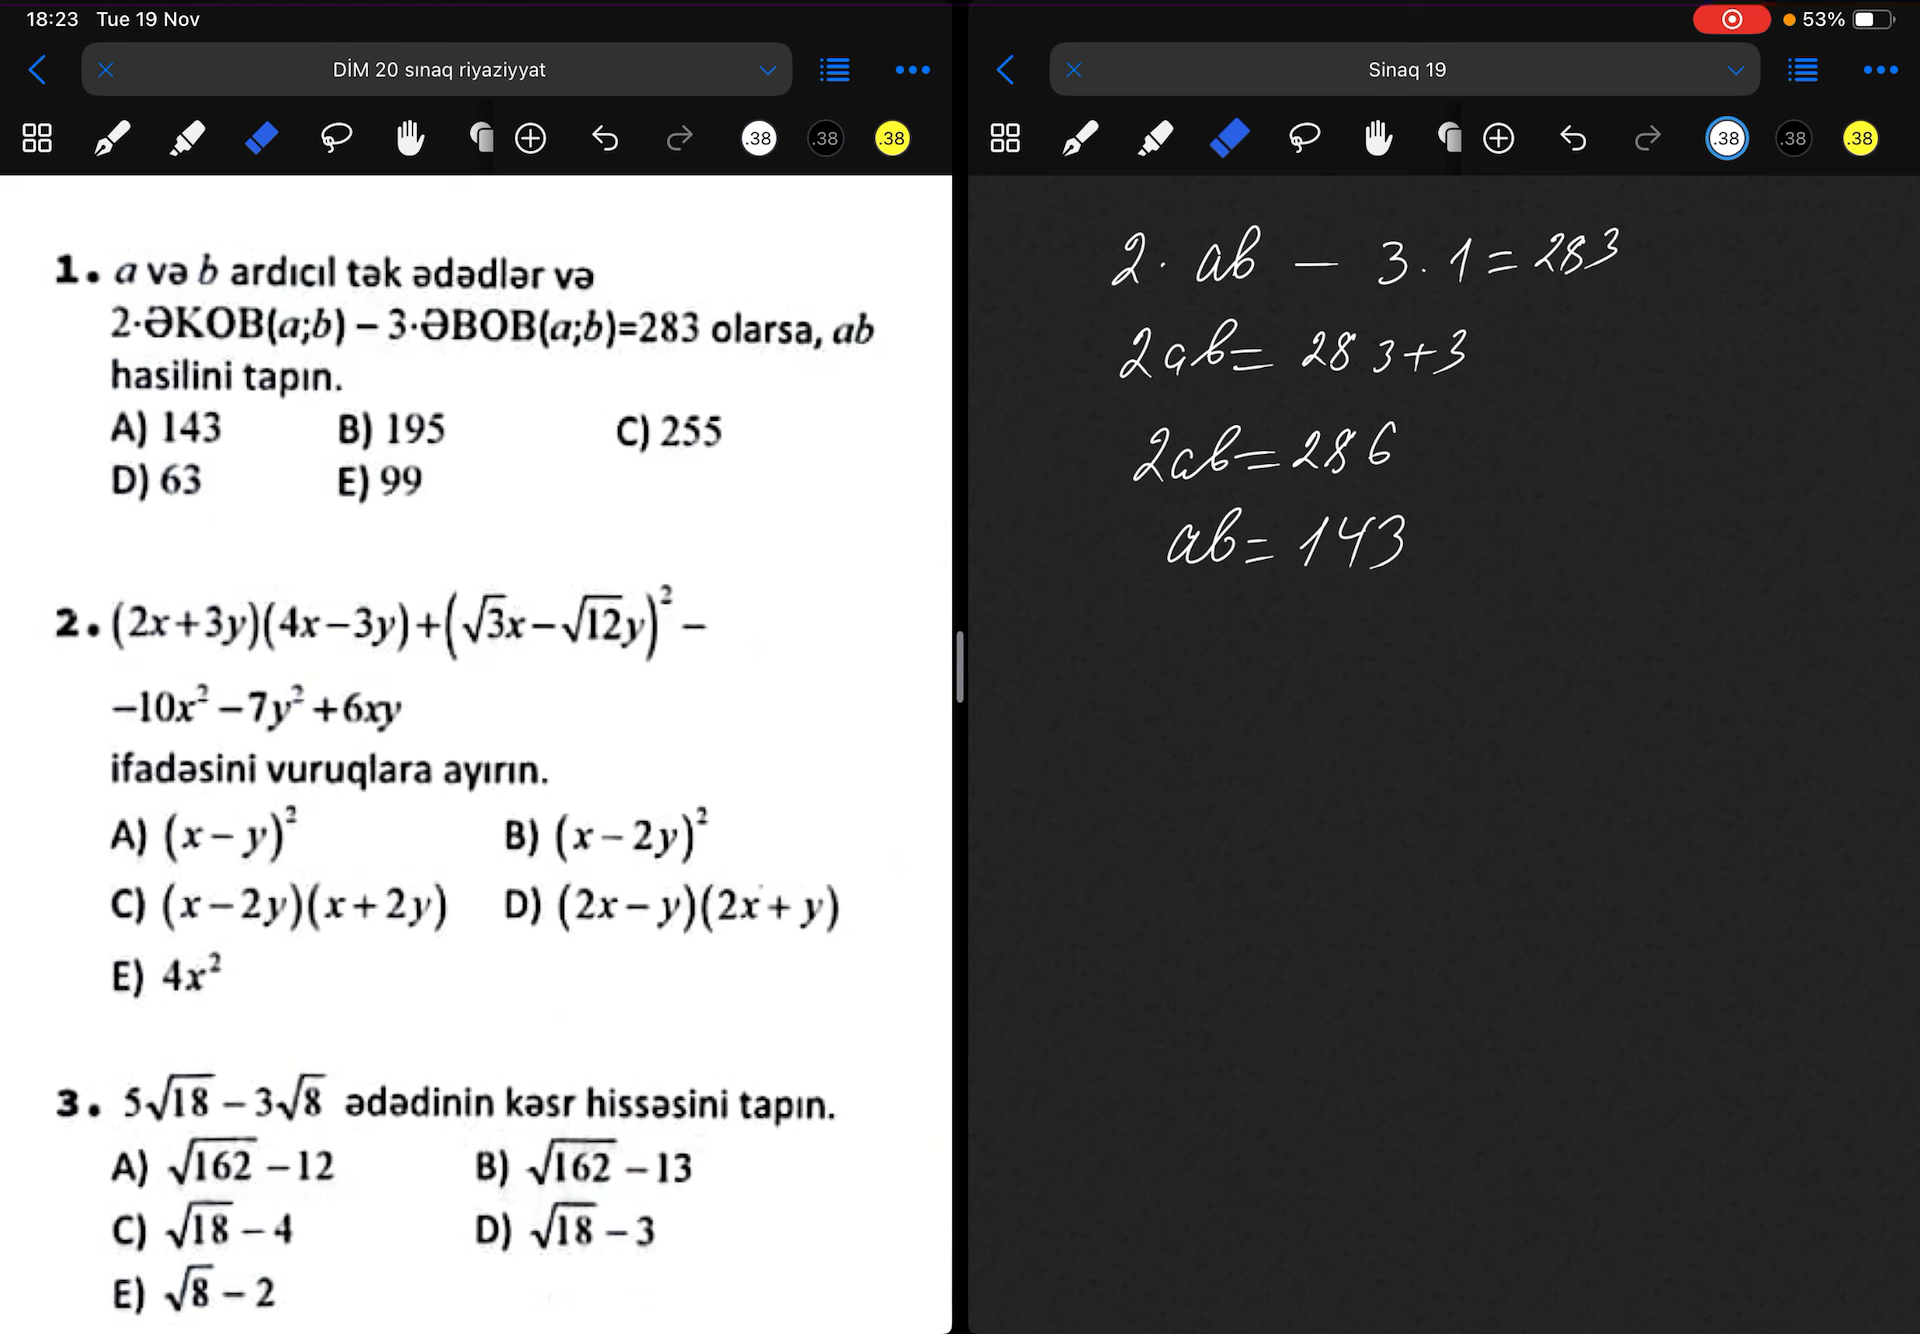 18:23 Tue 19 Nov
53%
DİM 20 sınaq riyaziyyat
Sinaq 19
.38 .38 .38
.38 .38 .38
1. a və b ardıcıl tək ədədlər və
2·ƏKOB(a;b) – 3·ƏBOB(a;b)=283 olarsa, ab
hasilini tapın.
A) 143 B) 195 C) 255
D) 63 E) 99
2. (2x+3y)(4x−3y)+(√3x−√12y)² −
−10x² −7y² +6xy
ifadəsini vuruqlara ayırın.
A) (x−y)² B) (x−2y)²
C) (x−2y)(x+2y) D) (2x−y)(2x+y)
E) 4x²
3. 5√18 − 3√8 ədədinin kəsr hissəsini tapın.
A) √162 −12 B) √162 −13
C) √18 −4 D) √18 −3
E) √8 −2
2· ab − 3·1=283
2ab= 283+3
2ab=286
ab= 143